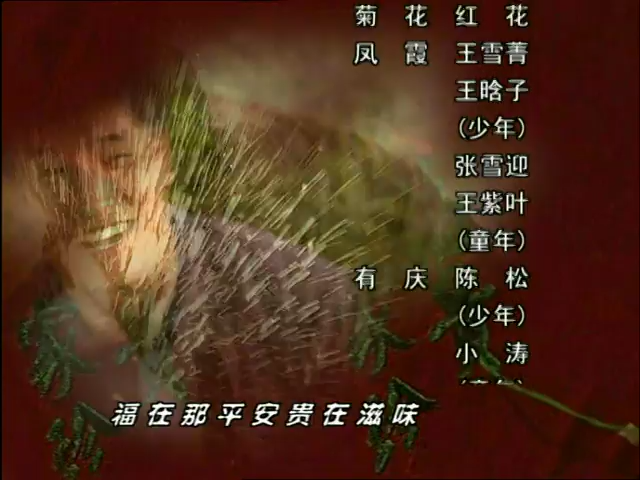 菊花 红花
凤霞 王雪菁
王晗子
(少年)
张雪迎
王紫叶
(童年)
有庆 陈松
(少年)
小涛
福在那平安贵在滋味